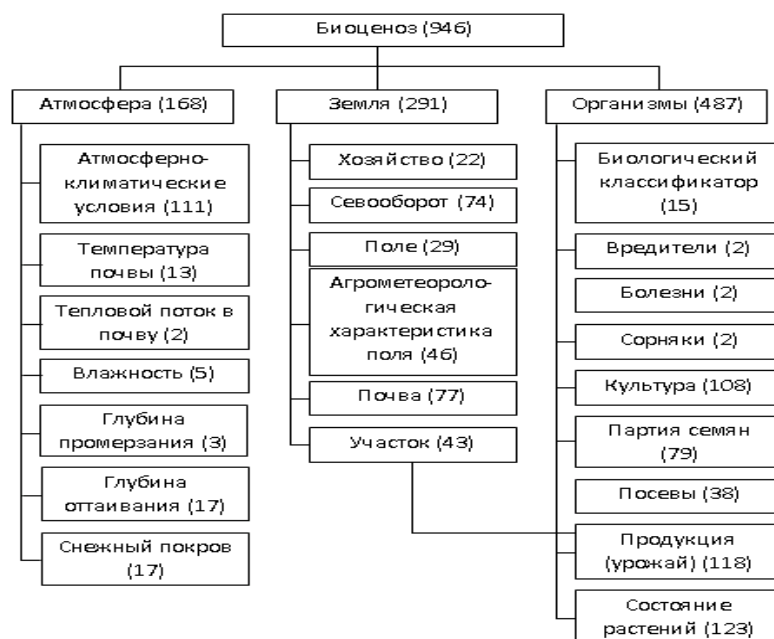 Биоценоз (946)
Атмосфера (168)
Атмосферно-
климатические
условия (111)
Температура
почвы (13)
Тепловой поток в
почву (2)
Влажность (5)
Глубина
промерзания (3)
Глубина
оттаивания (17)
Снежный покров
(17)
Земля (291)
Хозяйство (22)
Севооборот (74)
Поле (29)
Агрометеороло-
гическая
характеристика
поля (46)
Почва (77)
Участок (43)
Организмы (487)
Биологический
классификатор
(15)
Вредители (2)
Болезни (2)
Сорняки (2)
Культура (108)
Партия семян
(79)
Посевы (38)
Продукция
(урожай) (118)
Состояние
растений (123)